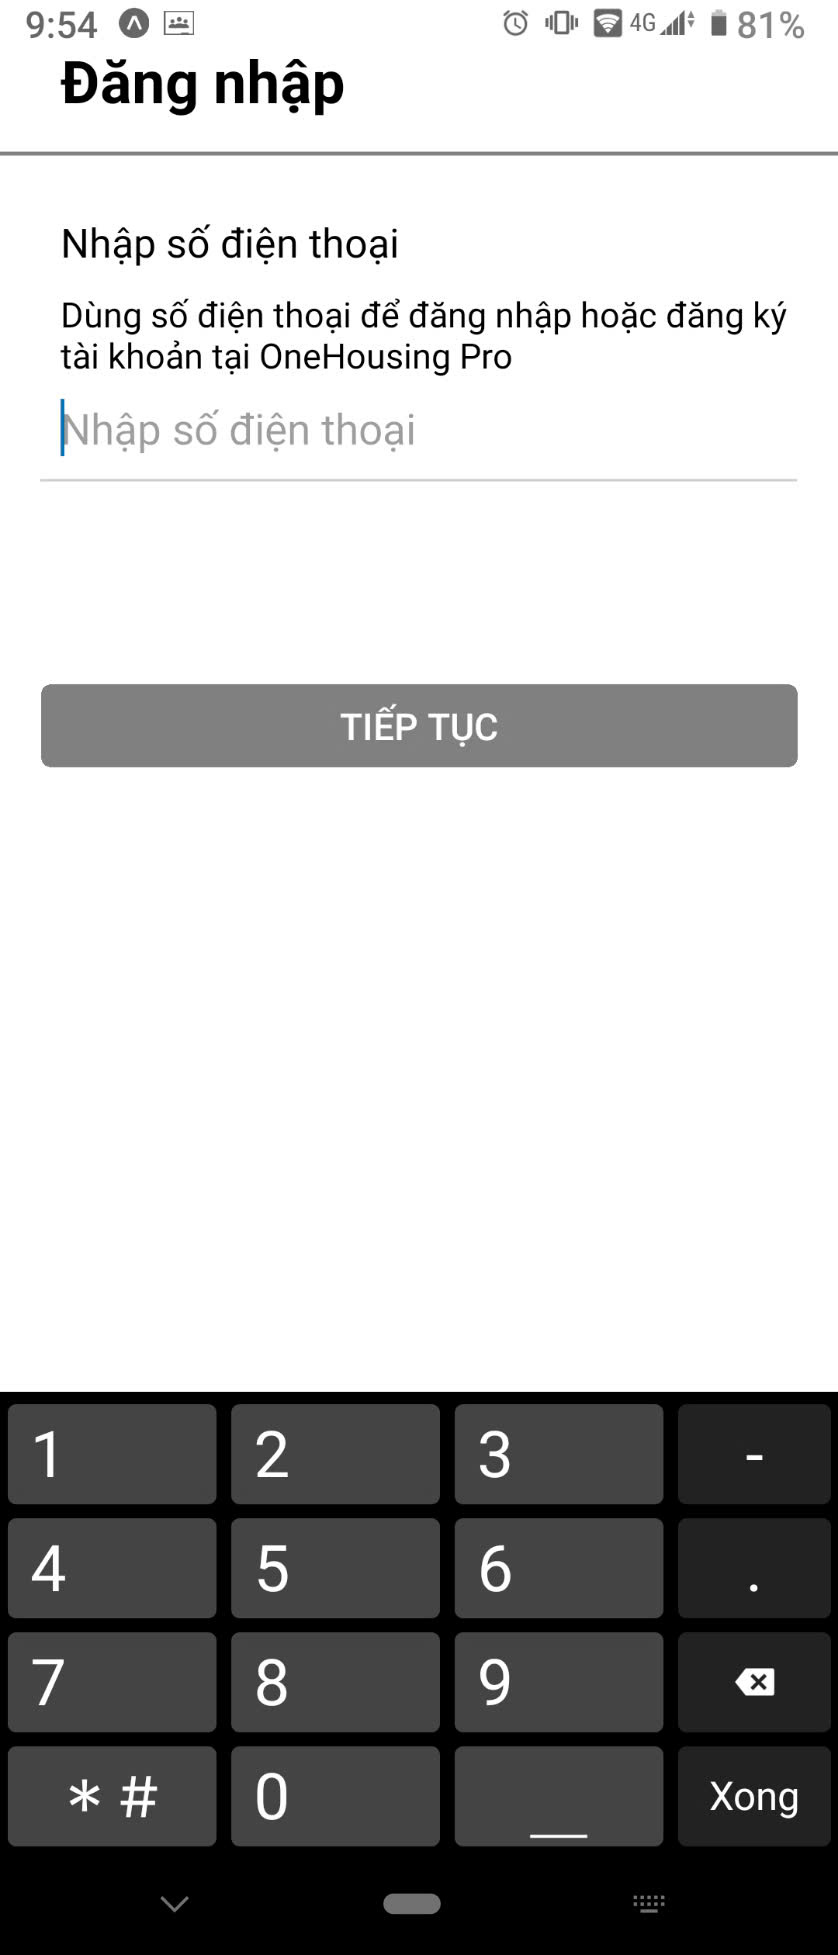 9:54 4G 81%
Đăng nhập
Nhập số điện thoại
Dùng số điện thoại để đăng nhập hoặc đăng ký
tài khoản tại OneHousing Pro
Nhập số điện thoại
TIẾP TỤC
1 2 3 -
4 5 6 .
7 8 9
* # 0 Xong